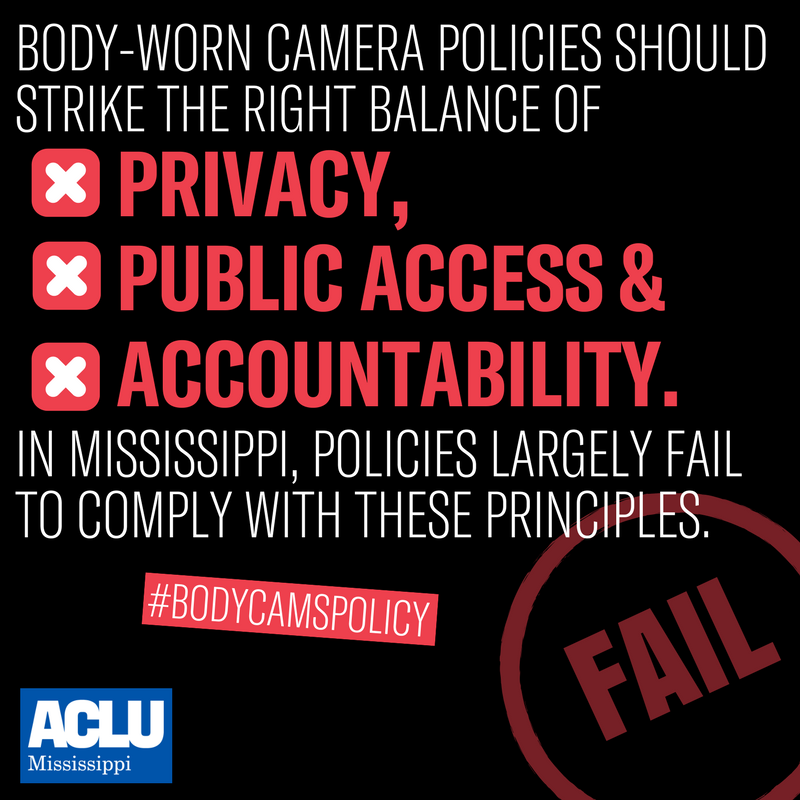 BODY-WORN CAMERA POLICIES SHOULD
STRIKE THE RIGHT BALANCE OF
PRIVACY,
PUBLIC ACCESS &
ACCOUNTABILITY.
IN MISSISSIPPI, POLICIES LARGELY FAIL
TO COMPLY WITH THESE PRINCIPLES.
#BODYCAMSPOLICY
FAIL
ACLU
Mississippi